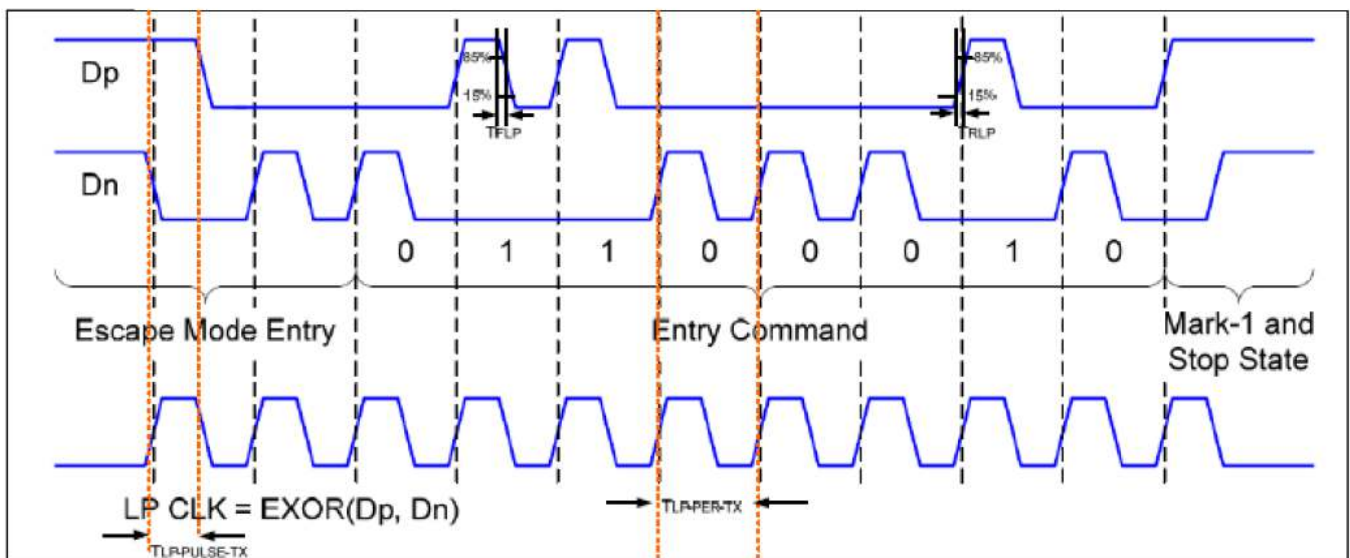 Dp
85%
15%
TFLP
85%
15%
TRLP
Dn
0 1 1 0 0 0 1 0
Escape Mode Entry
Entry Command
Mark-1 and
Stop State
LP CLK = EXOR(Dp, Dn)
TLP-PER-TX
TLP-PULSE-TX